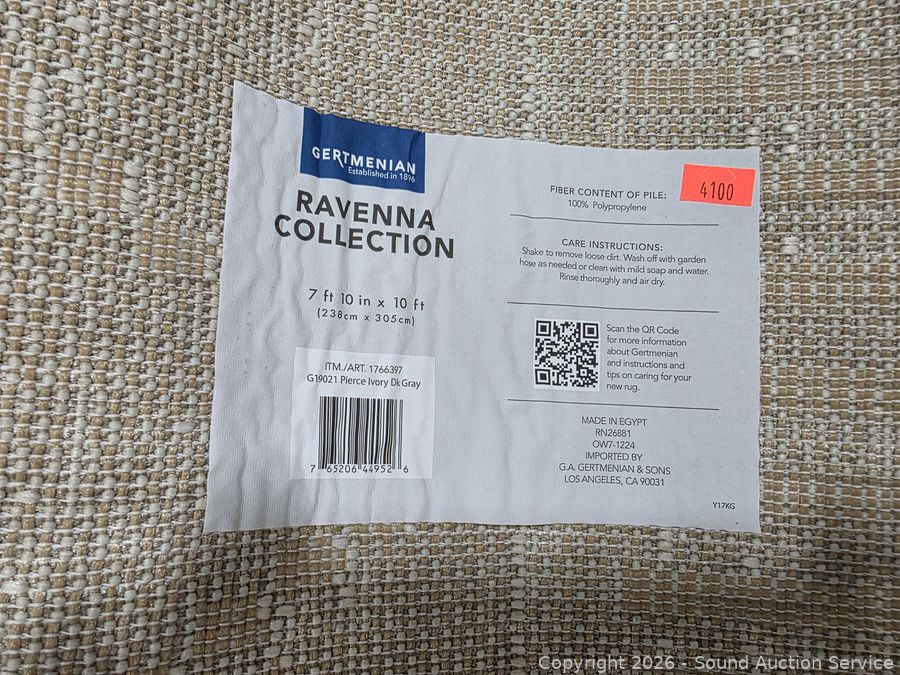 GERTMENIAN
Established in 1896
RAVENNA
COLLECTION
7 ft 10 in x 10 ft
(238cm x 305cm)
ITM./ART. 1766397
G19021 Pierce Ivory Dk Gray
7 65206 44952 6
4100
FIBER CONTENT OF PILE:
100% Polypropylene
CARE INSTRUCTIONS:
Shake to remove loose dirt. Wash off with garden
hose as needed or clean with mild soap and water.
Rinse thoroughly and air dry.
Scan the QR Code
for more information
about Gertmenian
and instructions and
tips on caring for your
new rug.
MADE IN EGYPT
RN26881
OW7-1224
IMPORTED BY
G.A. GERTMENIAN & SONS
LOS ANGELES, CA 90031
Y17KG
Copyright 2026 - Sound Auction Service